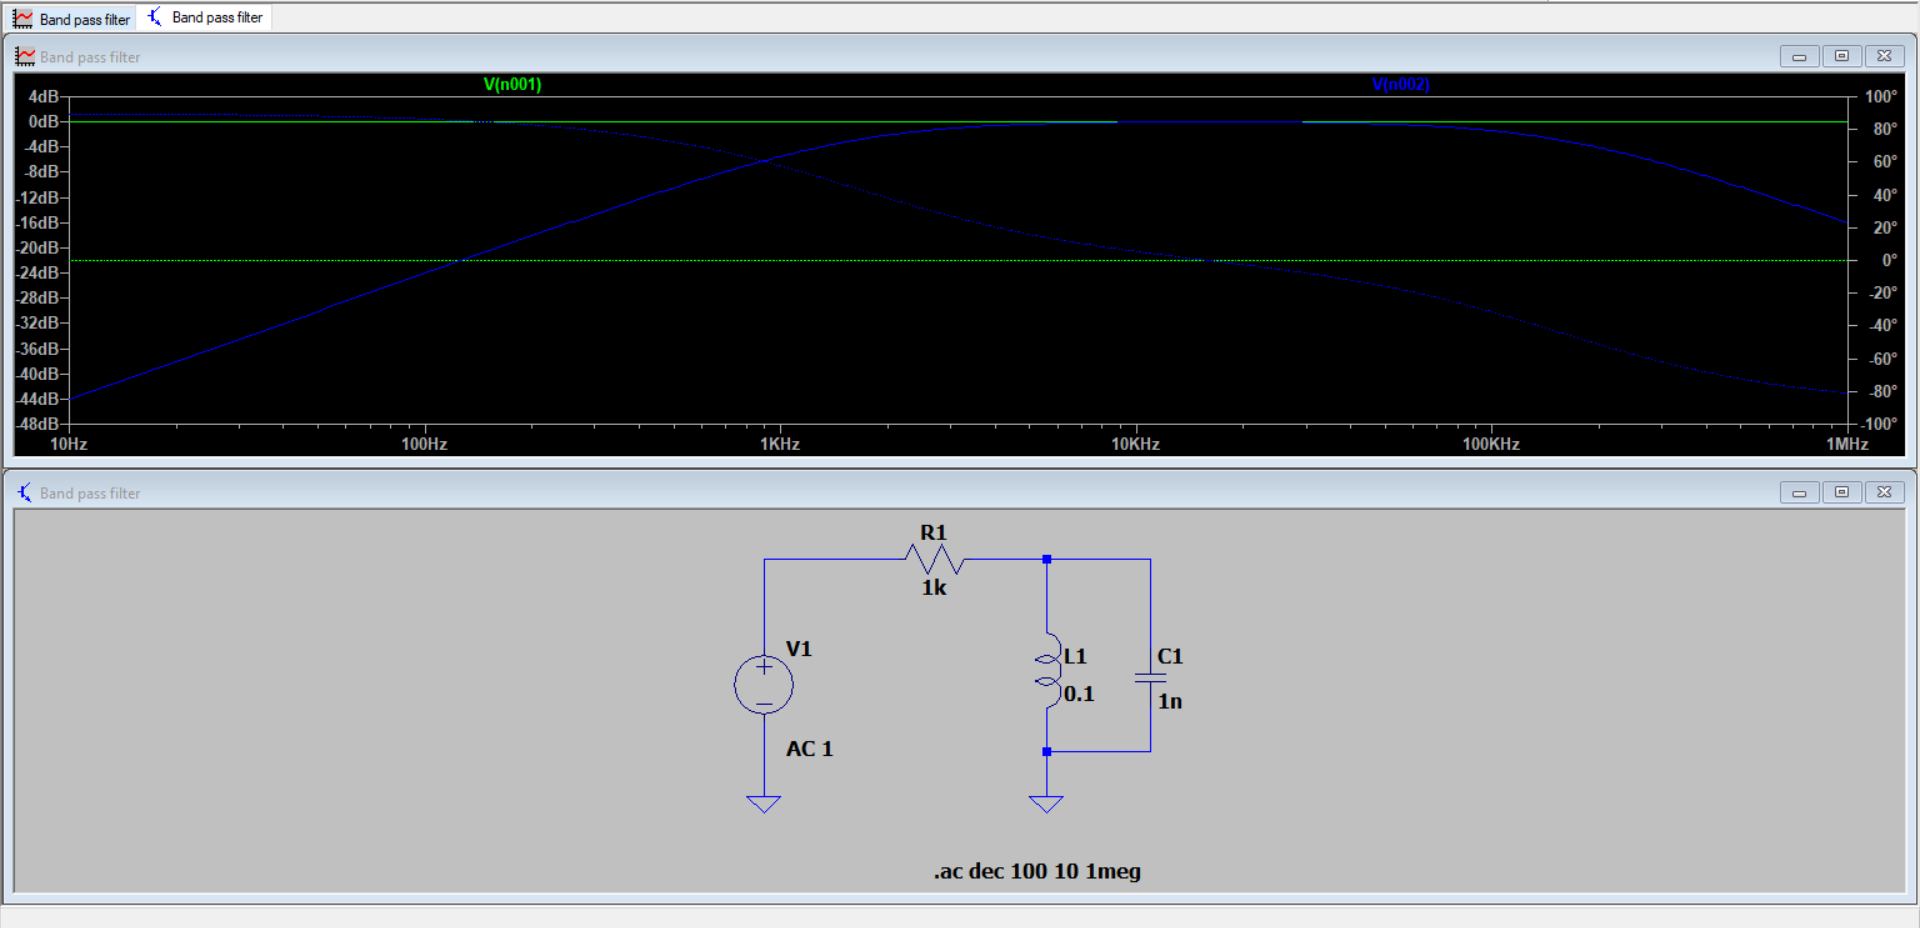 Band pass filter Band pass filter
Band pass filter
V(n001) V(n002)
4dB 100°
0dB 80°
-4dB
-8dB 60°
-12dB 40°
-16dB 20°
-20dB 0°
-24dB
-28dB -20°
-32dB -40°
-36dB -60°
-40dB -80°
-44dB
-48dB -100°
10Hz 100Hz 1KHz 10KHz 100KHz 1MHz
Band pass filter
R1
1k
V1
L1
C1
0.1
1n
AC 1
.ac dec 100 10 1meg